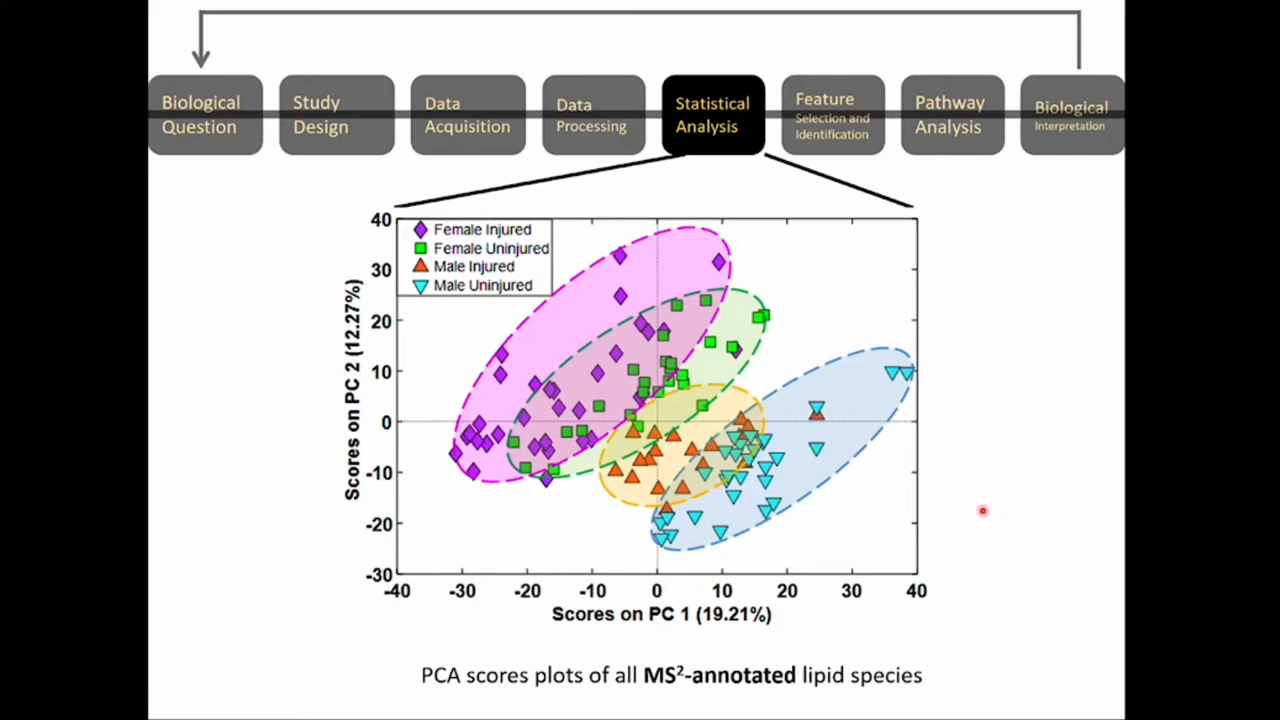 Biological
Question
Study
Design
Data
Acquisition
Data
Processing
Statistical
Analysis
Feature
Selection and
Identification
Pathway
Analysis
Biological
Interpretation
Female Injured
Female Uninjured
Male Injured
Male Uninjured
Scores on PC 2 (12.27%)
40
30
20
10
0
-10
-20
-30
-40
-30
-20
-10
0
10
20
30
40
Scores on PC 1 (19.21%)
PCA scores plots of all MS²-annotated lipid species